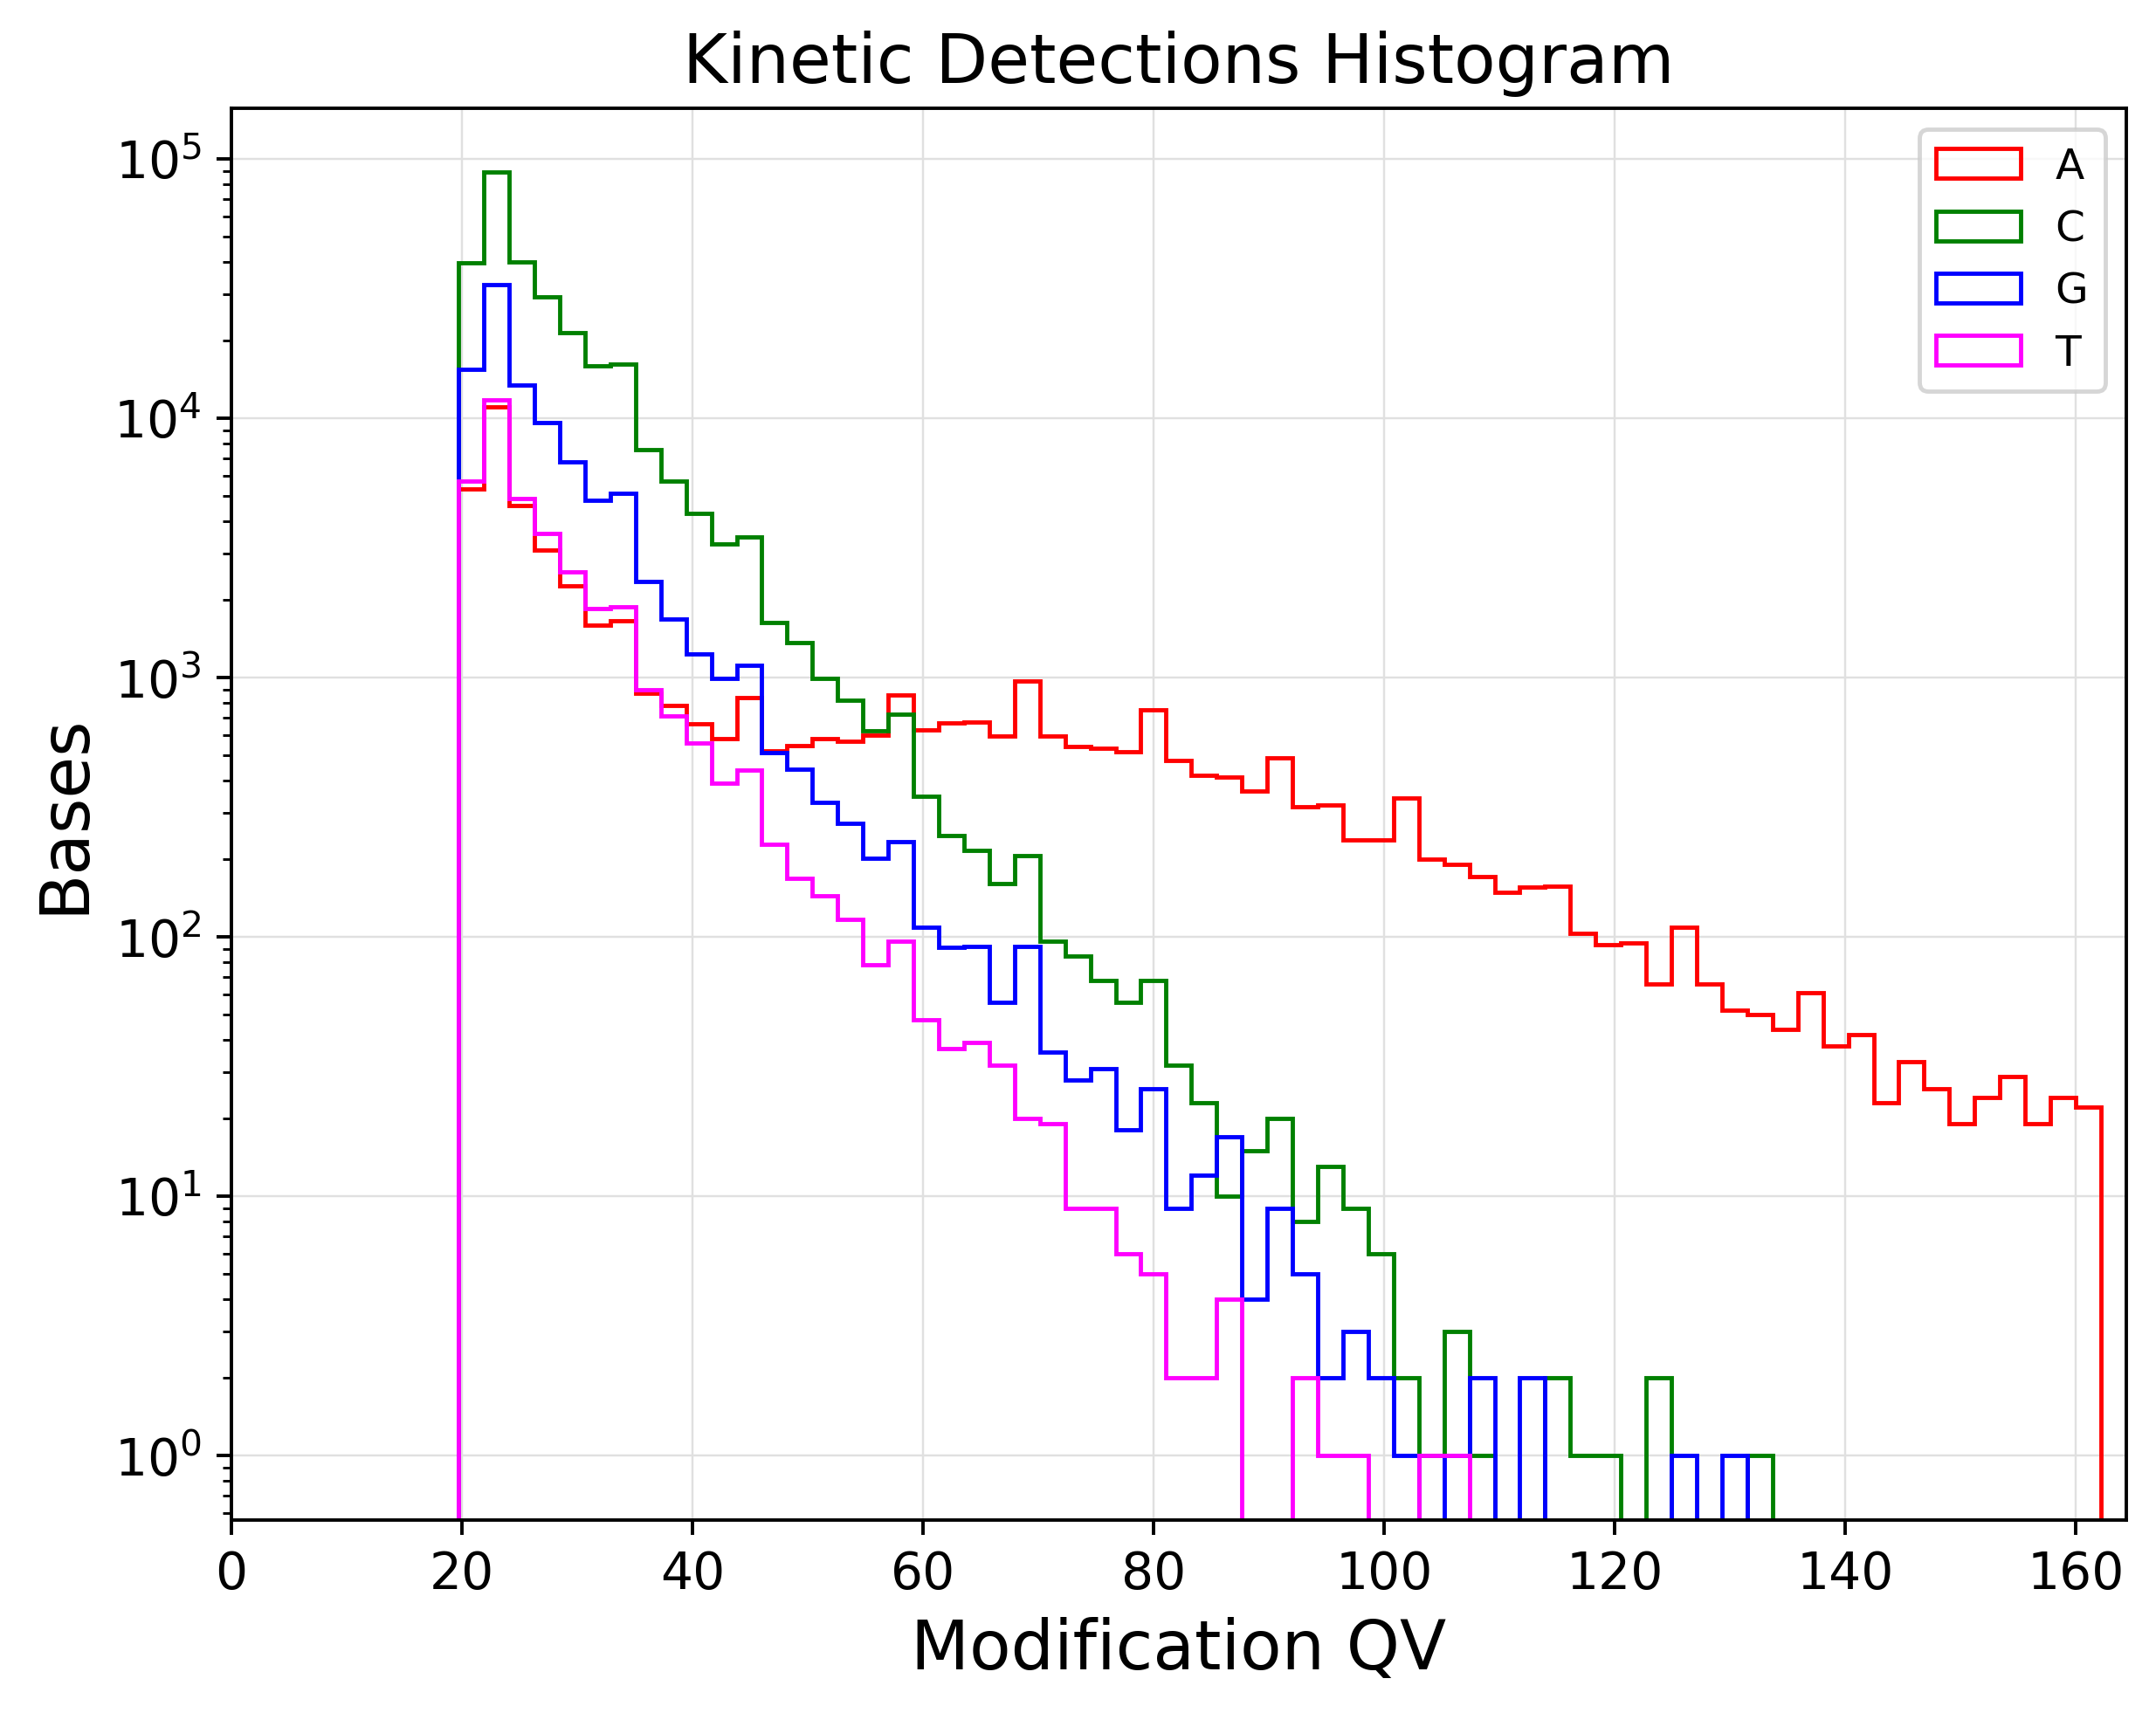 Kinetic Detections Histogram
10^5
10^4
10^3
10^2
10^1
10^0
Bases
A
C
G
T
0 20 40 60 80 100 120 140 160
Modification QV